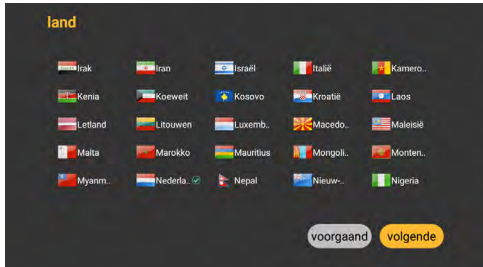 land
Irak Iran Israël Italië Kamero..
Kenia Koeweit Kosovo Kroatië Laos
Letland Litouwen Luxemb.. Macedo.. Maleisië
Malta Marokko Mauritius Mongoli.. Monten..
Myanm.. Nederla.. Nepal Nieuw-.. Nigeria
voorgaand volgende